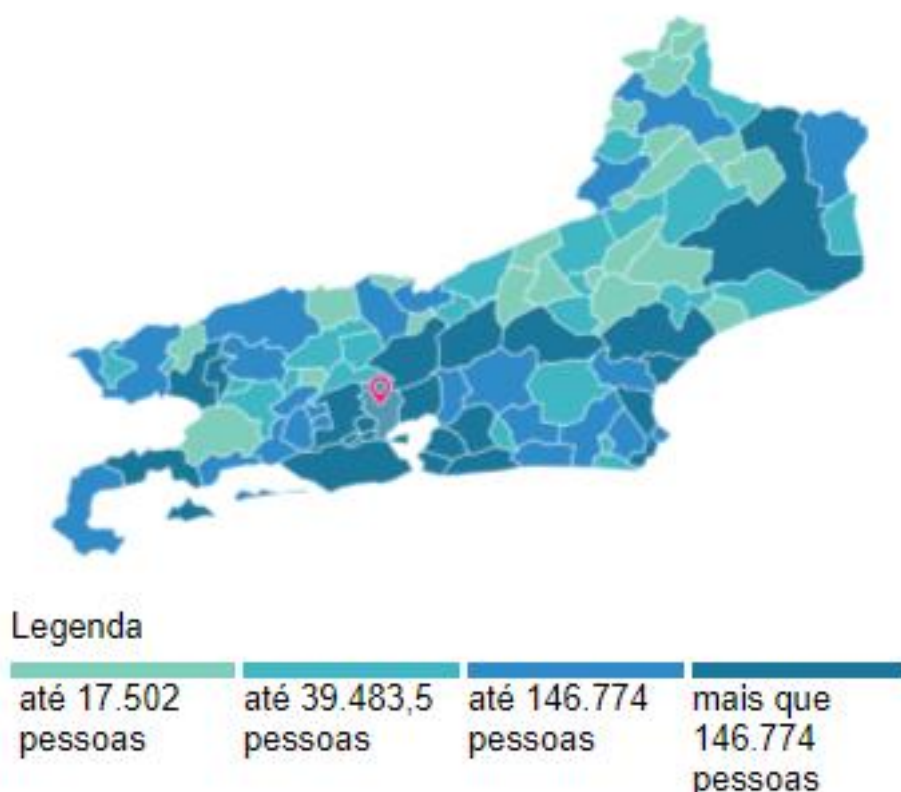 Legenda
até 17.502
pessoas
até 39.483,5
pessoas
até 146.774
pessoas
mais que
146.774
pessoas